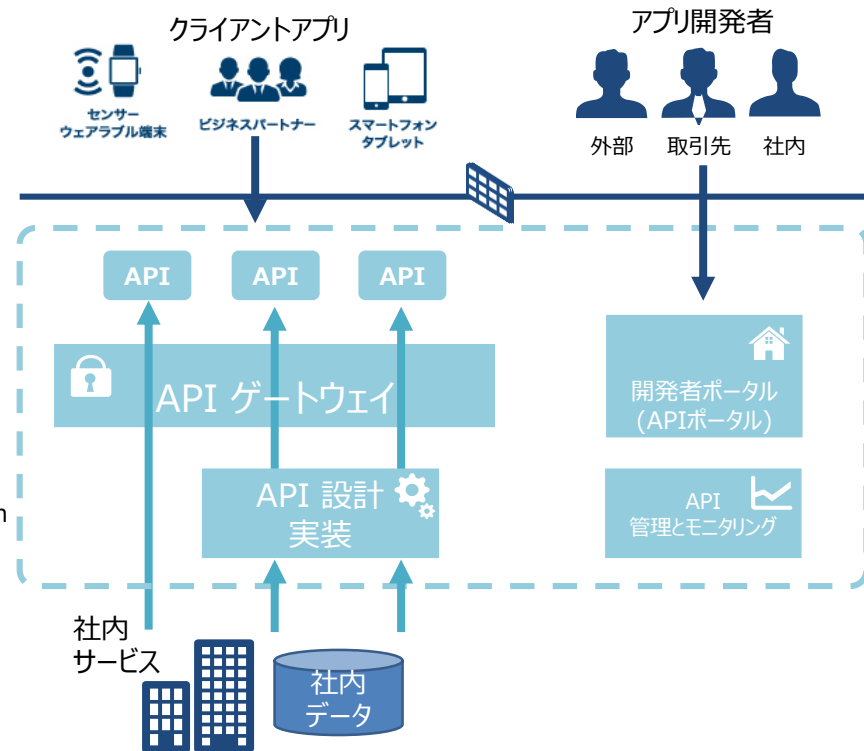 クライアントアプリ
アプリ開発者
センサー
ウェアラブル端末
ビジネスパートナー
スマートフォン
タブレット
外部
取引先
社内
API
API
API
API ゲートウェイ
開発者ポータル
(APIポータル)
API 設計
実装
API
管理とモニタリング
社内
サービス
社内
データ